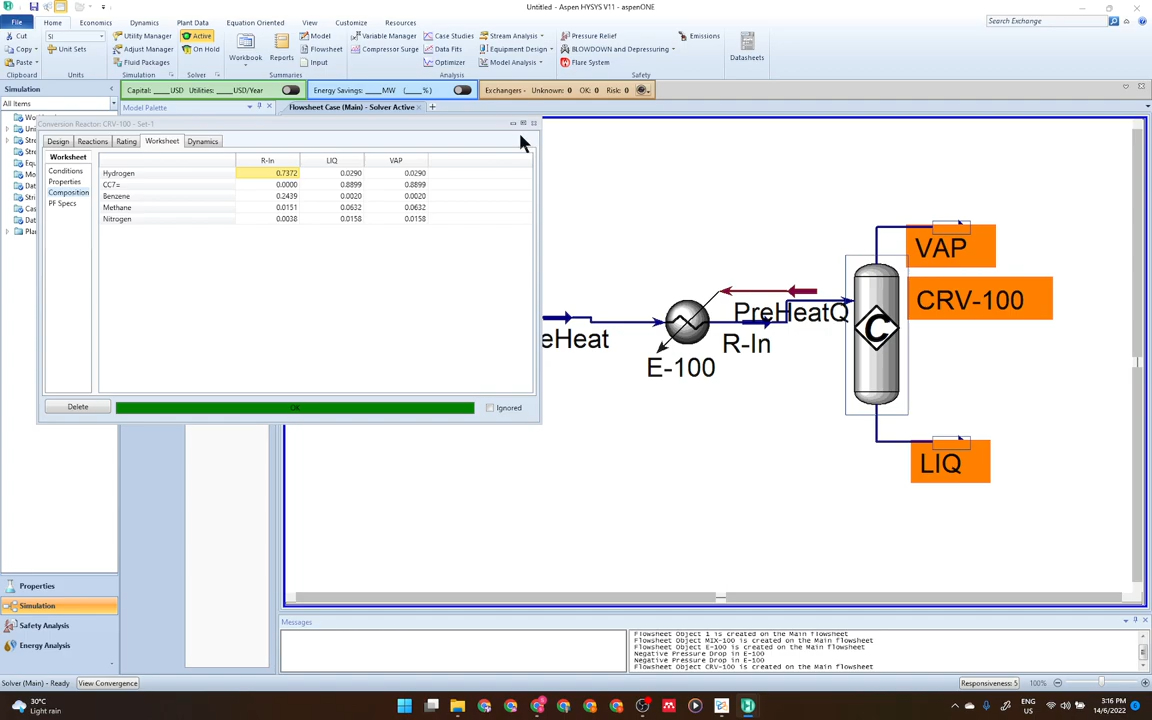 Untitled - Aspen HYSYS V11 - aspenONE
File Home Economics Dynamics Plant Data Equation Oriented View Customize Resources Search Exchange
Cut SI Utility Manager Active Model Variable Manager Case Studies Stream Analysis Pressure Relief Emissions
Copy Unit Sets Adjust Manager On Hold Workbook Reports Flowsheet Compressor Surge Data Fits Equipment Design BLOWDOWN and Depressuring Datasheets
Paste Fluid Packages Input Optimizer Model Analysis Flare System
Clipboard Units Simulation Solver Summaries Analysis Safety
Simulation Capital: ____USD Utilities: ____USD/Year Energy Savings: ____MW (____%) Exchangers - Unknown: 0 OK: 0 Risk: 0
All Items Model Palette Flowsheet Case (Main) - Solver Active
Conversion Reactor: CRV-100 - Set-1
Design Reactions Rating Worksheet Dynamics
Worksheet R-In LIQ VAP
Conditions Hydrogen 0.7372 0.0290 0.0290
Properties CC7= 0.0000 0.8899 0.8899
Composition Benzene 0.2439 0.0020 0.0020
PF Specs Methane 0.0151 0.0632 0.0632
Nitrogen 0.0038 0.0158 0.0158
Delete OK Ignored
VAP
CRV-100
PreHeatQ
eHeat
R-In
E-100
C
LIQ
Properties
Simulation
Safety Analysis
Energy Analysis
Messages
Flowsheet Object 1 is created on the Main flowsheet
Flowsheet Object MIX-100 is created on the Main flowsheet
Flowsheet Object E-100 is created on the Main flowsheet
Negative Pressure Drop in E-100
Negative Pressure Drop in E-100
Flowsheet Object CRV-100 is created on the Main flowsheet
Solver (Main) - Ready View Convergence Responsiveness: 5 100%
30°C
Light rain
ENG
US
3:16 PM
14/6/2022